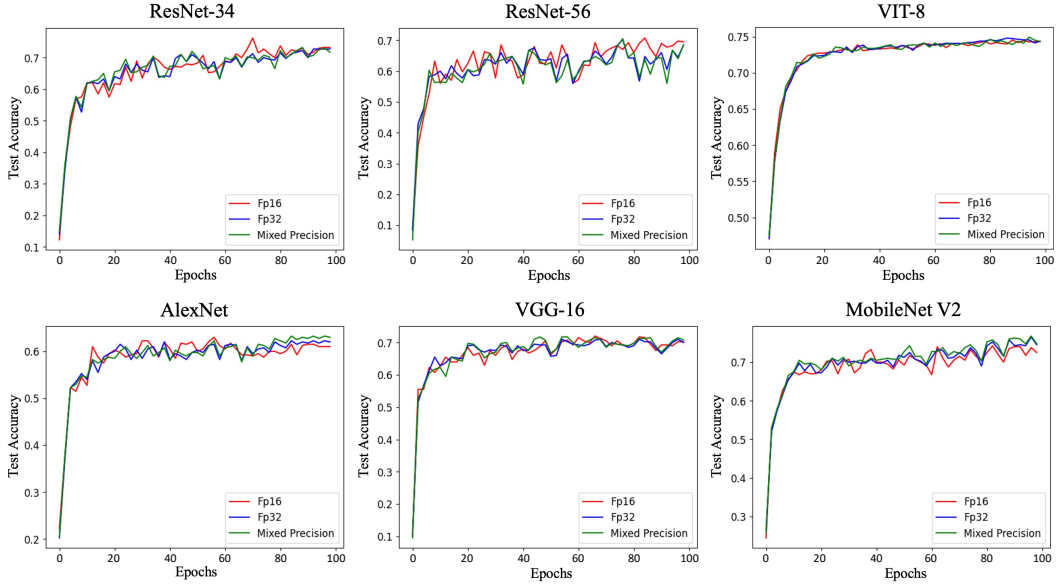 ResNet-34
Test Accuracy
0.7
0.6
0.5
0.4
0.3
0.2
0.1
Fp16
Fp32
Mixed Precision
0 20 40 60 80 100
Epochs
ResNet-56
Test Accuracy
0.7
0.6
0.5
0.4
0.3
0.2
0.1
Fp16
Fp32
Mixed Precision
0 20 40 60 80 100
Epochs
VIT-8
Test Accuracy
0.75
0.70
0.65
0.60
0.55
0.50
Fp16
Fp32
Mixed Precision
0 20 40 60 80 100
Epochs
AlexNet
Test Accuracy
0.6
0.5
0.4
0.3
0.2
Fp16
Fp32
Mixed Precision
0 20 40 60 80 100
Epochs
VGG-16
Test Accuracy
0.7
0.6
0.5
0.4
0.3
0.2
0.1
Fp16
Fp32
Mixed Precision
0 20 40 60 80 100
Epochs
MobileNet V2
Test Accuracy
0.7
0.6
0.5
0.4
0.3
Fp16
Fp32
Mixed Precision
0 20 40 60 80 100
Epochs